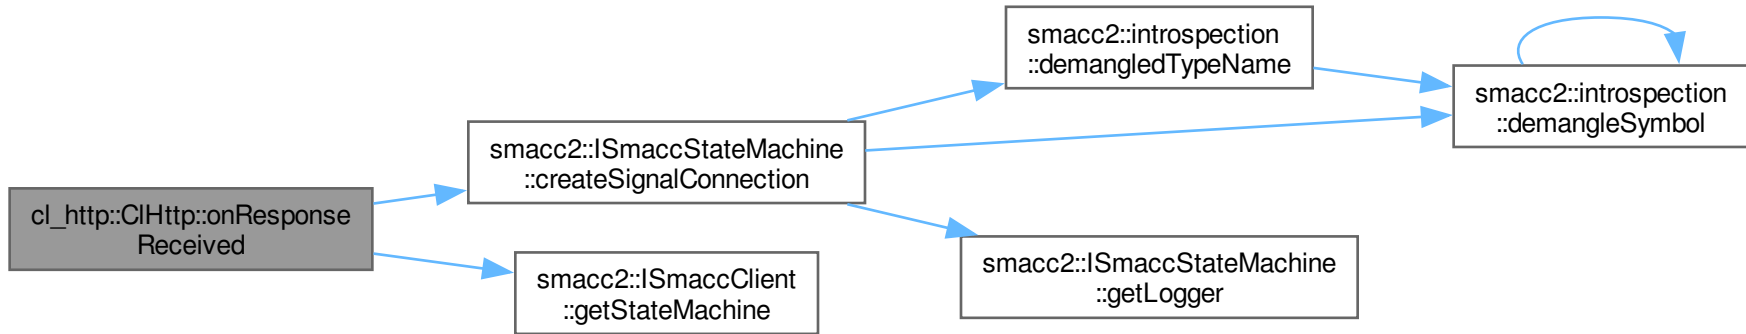 cl_http::ClHttp::onResponse
Received
smacc2::ISmaccStateMachine
::createSignalConnection
smacc2::ISmaccClient
::getStateMachine
smacc2::introspection
::demangledTypeName
smacc2::ISmaccStateMachine
::getLogger
smacc2::introspection
::demangleSymbol